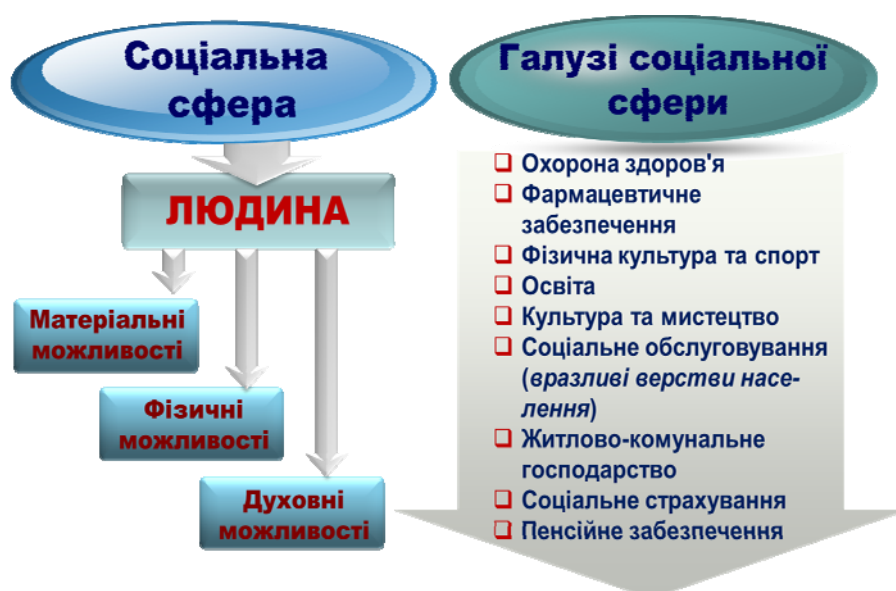 Соціальна
сфера
ЛЮДИНА
Матеріальні
можливості
Фізичні
можливості
Духовні
можливості
Галузі соціальної
сфери
Охорона здоров'я
Фармацевтичне
забезпечення
Фізична культура та спорт
Освіта
Культура та мистецтво
Соціальне обслуговування
(вразливі верстви насе-
лення)
Житлово-комунальне
господарство
Соціальне страхування
Пенсійне забезпечення